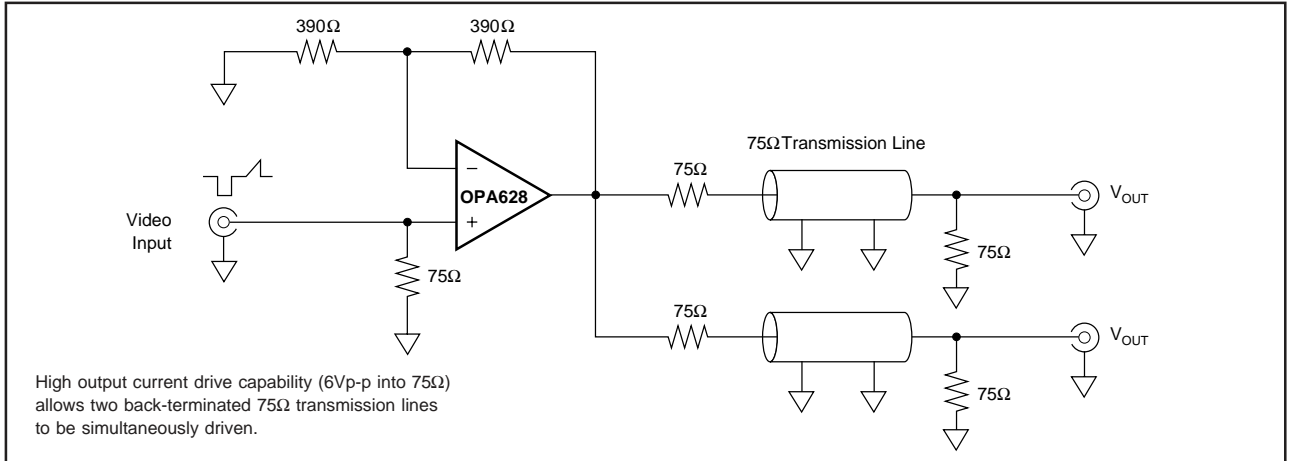 390Ω
390Ω
75Ω Transmission Line
75Ω
V_OUT
−
OPA628
+
Video
Input
75Ω
75Ω
75Ω
V_OUT
75Ω
High output current drive capability (6Vp-p into 75Ω)
allows two back-terminated 75Ω transmission lines
to be simultaneously driven.